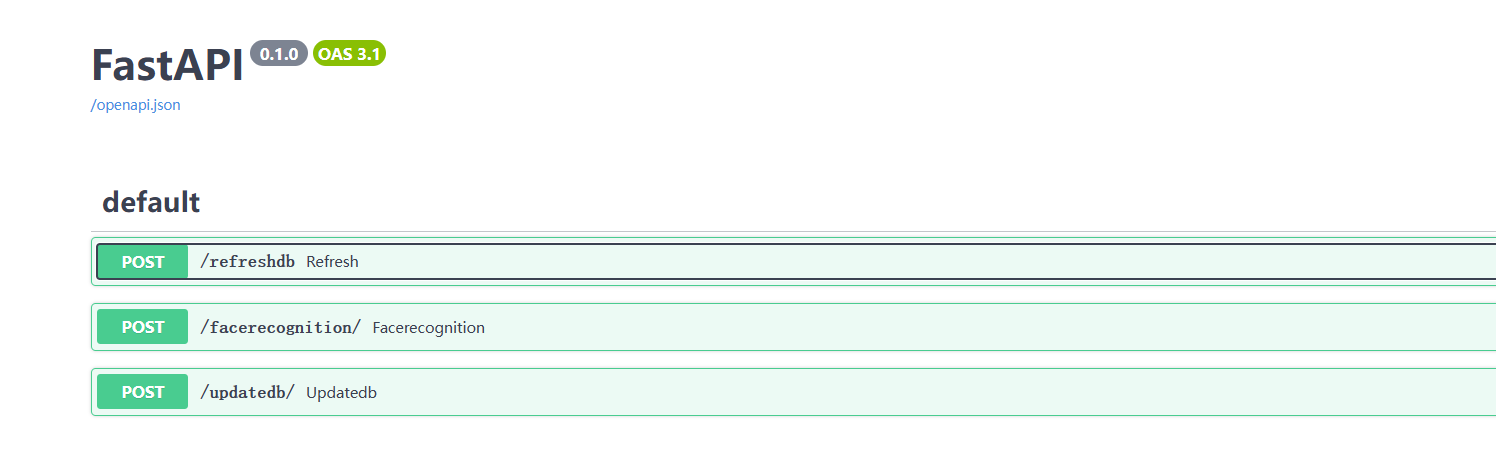 FastAPI 0.1.0 OAS 3.1
/openapi.json
default
POST /refreshdb Refresh
POST /facerecognition/ Facerecognition
POST /updatedb/ Updatedb